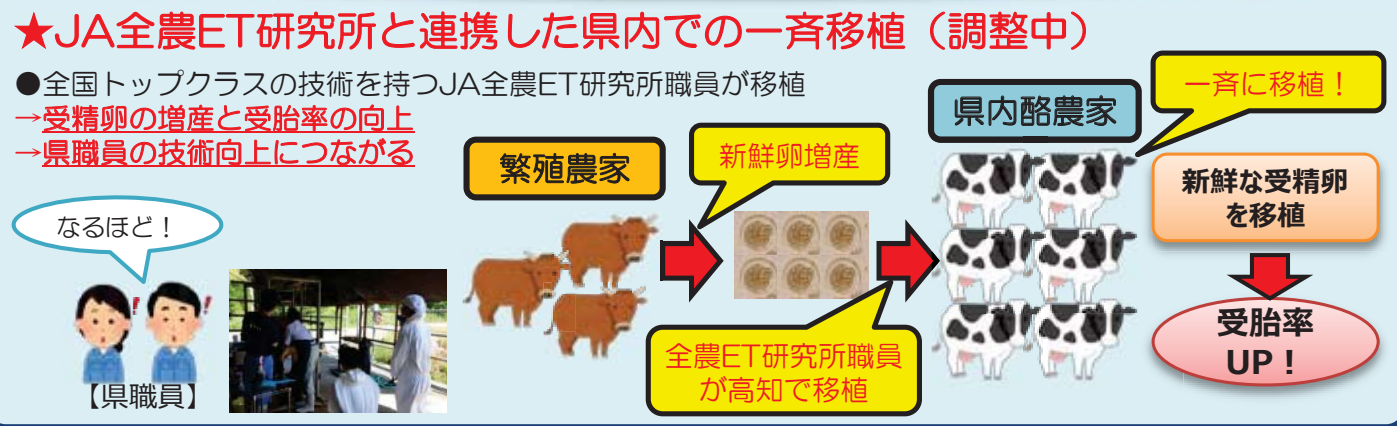 ★JA全農ET研究所と連携した県内での一斉移植（調整中）
●全国トップクラスの技術を持つJA全農ET研究所職員が移植
→受精卵の増産と受胎率の向上
→県職員の技術向上につながる
なるほど！
【県職員】
繁殖農家
新鮮卵増産
全農ET研究所職員
が高知で移植
県内酪農家
一斉に移植！
新鮮な受精卵
を移植
受胎率
UP！